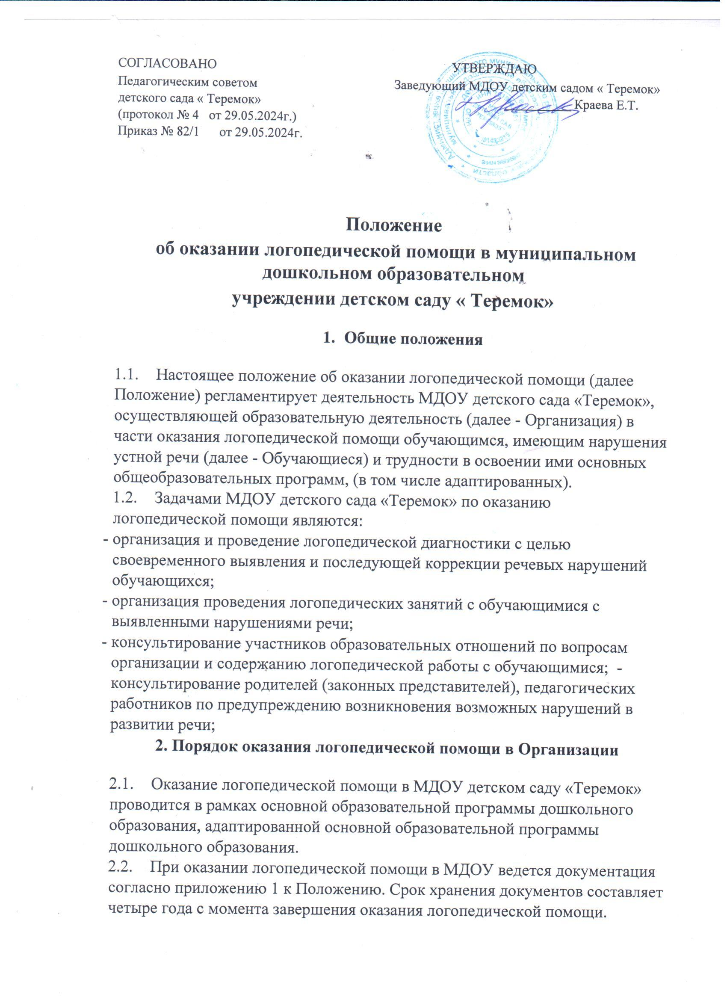 СОГЛАСОВАНО
Педагогическим советом
детского сада « Теремок»
(протокол № 4 от 29.05.2024г.)
Приказ № 82/1 от 29.05.2024г.
УТВЕРЖДАЮ
Заведующий МДОУ детским садом « Теремок»
Краева Е.Т.
Положение
об оказании логопедической помощи в муниципальном
дошкольном образовательном
учреждении детском саду « Теремок»
1. Общие положения
1.1. Настоящее положение об оказании логопедической помощи (далее
Положение) регламентирует деятельность МДОУ детского сада «Теремок»,
осуществляющей образовательную деятельность (далее - Организация) в
части оказания логопедической помощи обучающимся, имеющим нарушения
устной речи (далее - Обучающиеся) и трудности в освоении ими основных
общеобразовательных программ, (в том числе адаптированных).
1.2. Задачами МДОУ детского сада «Теремок» по оказанию
логопедической помощи являются:
- организация и проведение логопедической диагностики с целью
своевременного выявления и последующей коррекции речевых нарушений
обучающихся;
- организация проведения логопедических занятий с обучающимися с
выявленными нарушениями речи;
- консультирование участников образовательных отношений по вопросам
организации и содержанию логопедической работы с обучающимися; -
консультирование родителей (законных представителей), педагогических
работников по предупреждению возникновения возможных нарушений в
развитии речи;
2. Порядок оказания логопедической помощи в Организации
2.1. Оказание логопедической помощи в МДОУ детском саду «Теремок»
проводится в рамках основной образовательной программы дошкольного
образования, адаптированной основной образовательной программы
дошкольного образования.
2.2. При оказании логопедической помощи в МДОУ ведется документация
согласно приложению 1 к Положению. Срок хранения документов составляет
четыре года с момента завершения оказания логопедической помощи.